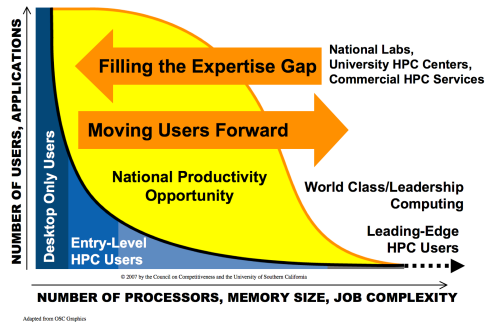 NUMBER OF USERS, APPLICATIONS
Desktop Only Users
Filling the Expertise Gap
National Labs,
University HPC Centers,
Commercial HPC Services
Moving Users Forward
National Productivity
Opportunity
World Class/Leadership
Computing
Entry-Level
HPC Users
Leading-Edge
HPC Users
© 2007 by the Council on Competitiveness and the University of Southern California
NUMBER OF PROCESSORS, MEMORY SIZE, JOB COMPLEXITY
Adapted from OSC Graphics